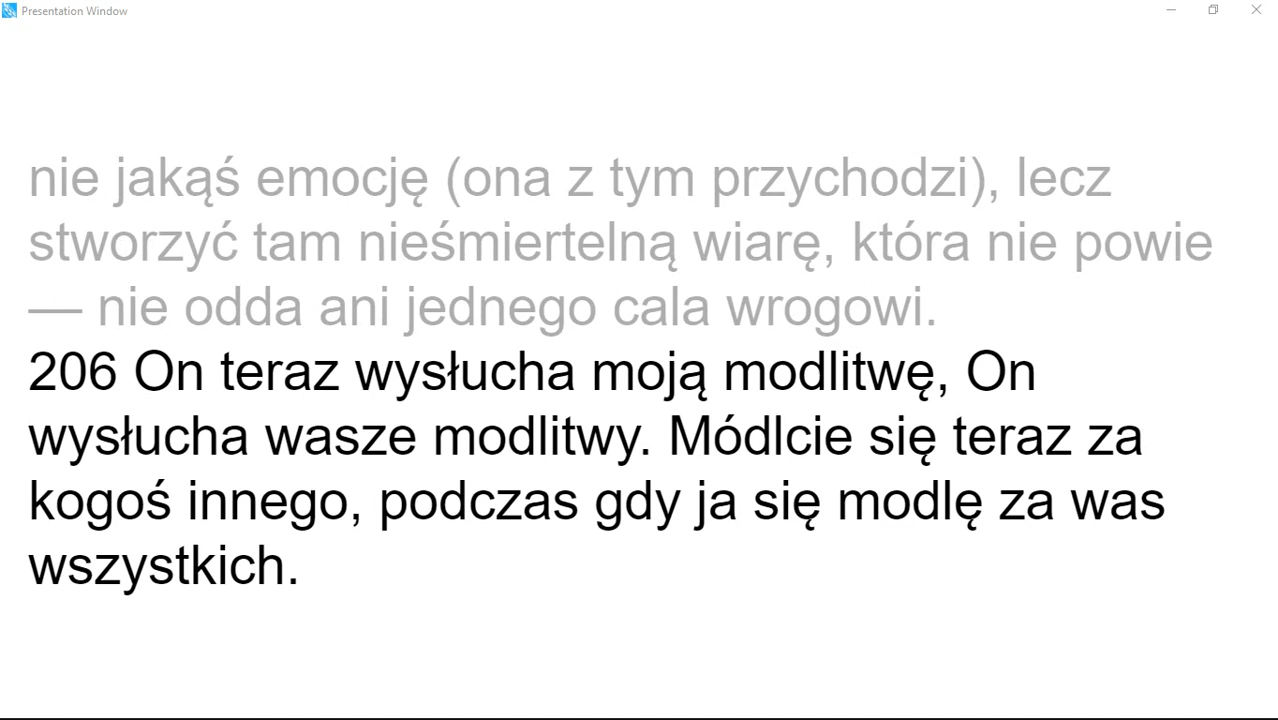 Presentation Window
nie jakąś emocję (ona z tym przychodzi), lecz
stworzyć tam nieśmiertelną wiarę, która nie powie
— nie odda ani jednego cala wrogowi.
206 On teraz wysłucha moją modlitwę, On
wysłucha wasze modlitwy. Módlcie się teraz za
kogoś innego, podczas gdy ja się modlę za was
wszystkich.